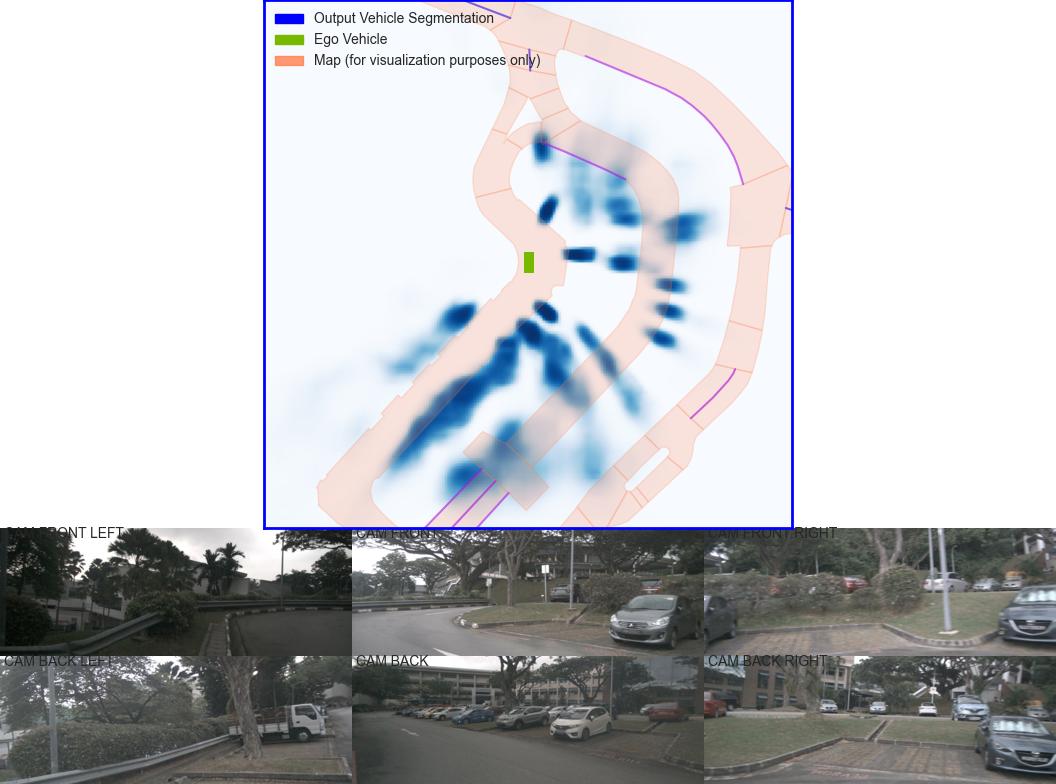 Output Vehicle Segmentation
Ego Vehicle
Map (for visualization purposes only)
CAM FRONT LEFT
CAM FRONT
CAM FRONT RIGHT
CAM BACK LEFT
CAM BACK
CAM BACK RIGHT